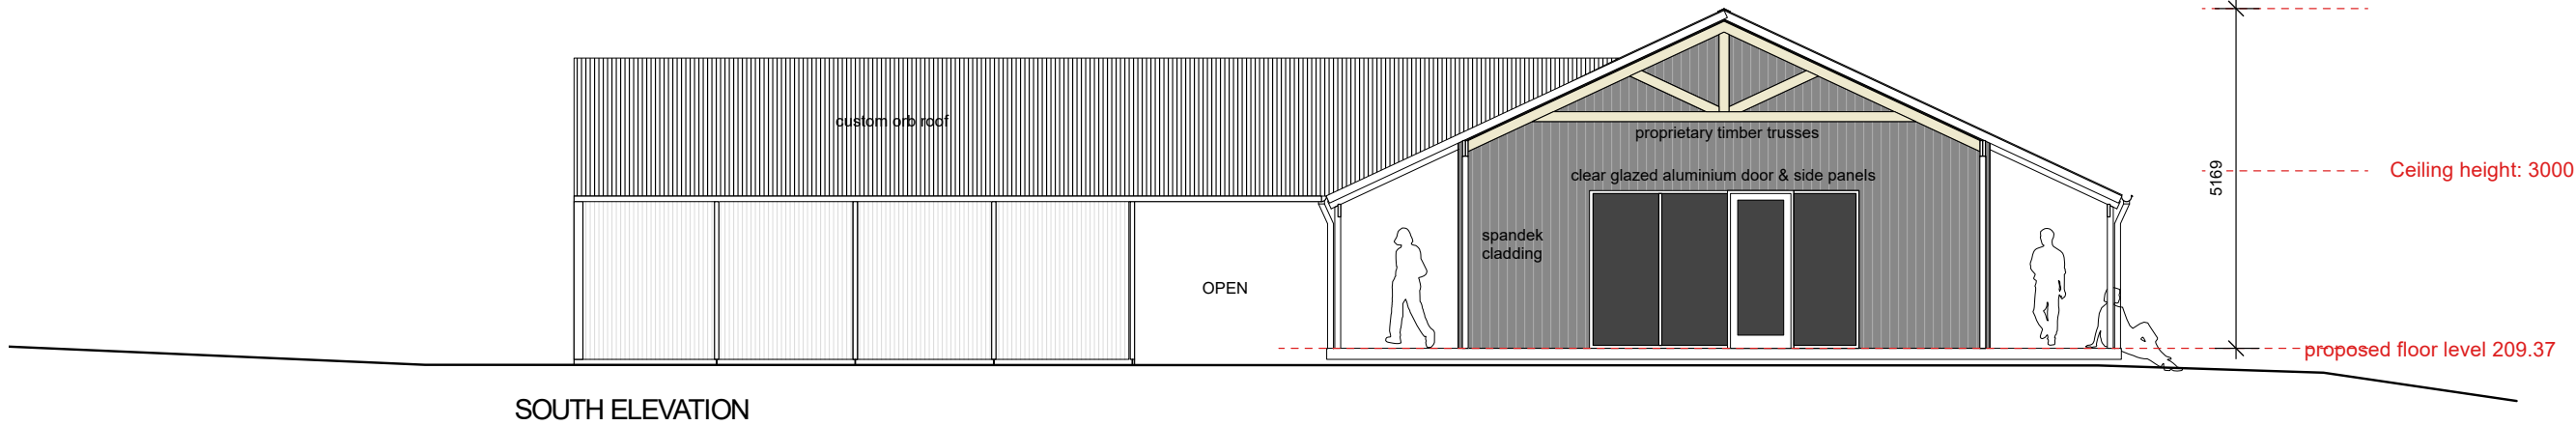 custom orb roof
proprietary timber trusses
clear glazed aluminium door & side panels
spandek
cladding
OPEN
5169
Ceiling height: 3000
proposed floor level 209.37
SOUTH ELEVATION